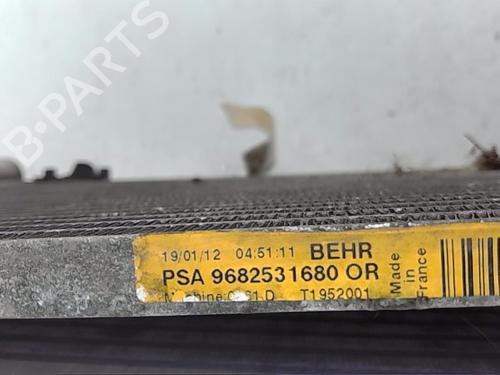 B-PARTS
19/01/12 04:51:11 BEHR
PSA 9682531680 OR
T1952001
Made in France